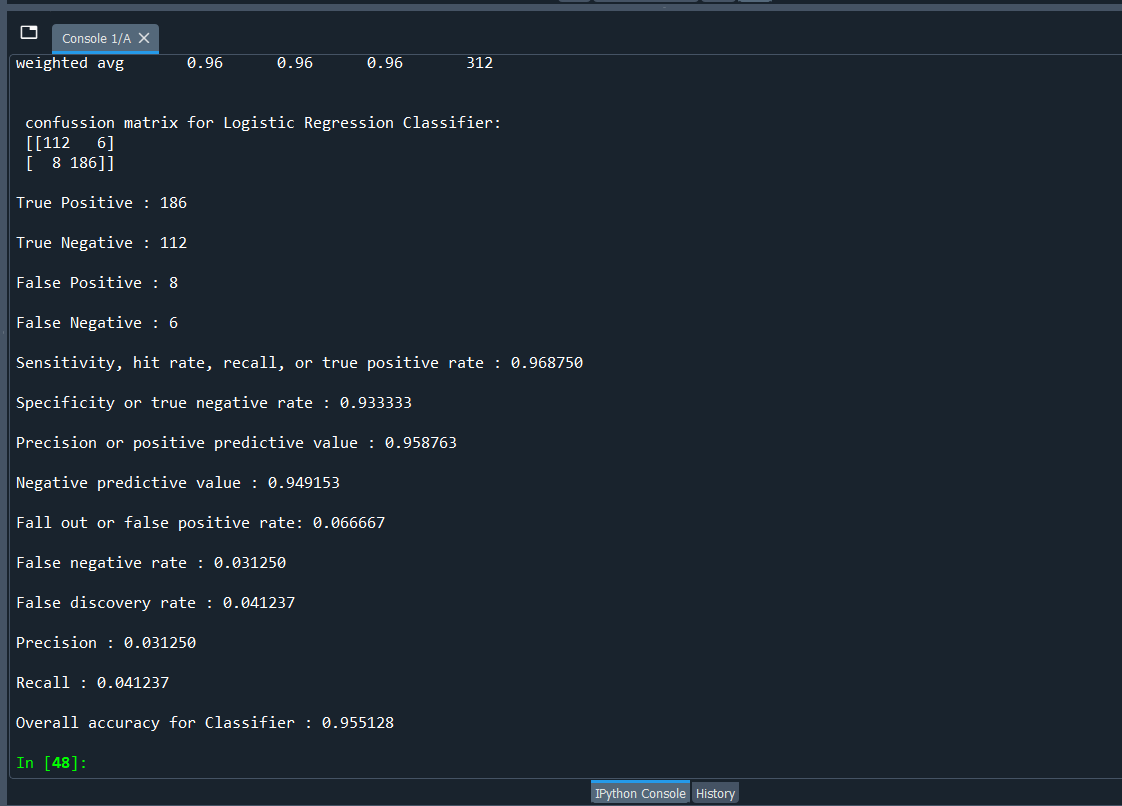 Console 1/A
weighted avg 0.96 0.96 0.96 312
confussion matrix for Logistic Regression Classifier:
[[112 6]
[ 8 186]]
True Positive : 186
True Negative : 112
False Positive : 8
False Negative : 6
Sensitivity, hit rate, recall, or true positive rate : 0.968750
Specificity or true negative rate : 0.933333
Precision or positive predictive value : 0.958763
Negative predictive value : 0.949153
Fall out or false positive rate: 0.066667
False negative rate : 0.031250
False discovery rate : 0.041237
Precision : 0.031250
Recall : 0.041237
Overall accuracy for Classifier : 0.955128
In [48]:
IPython Console History